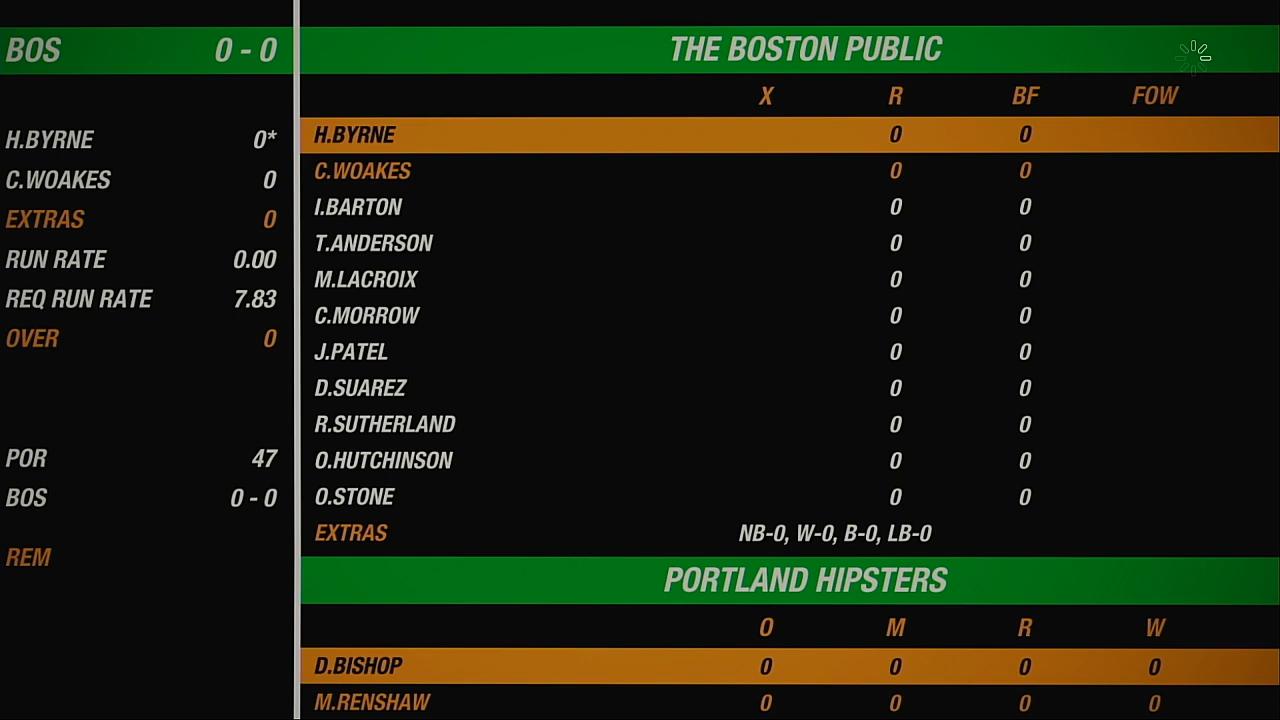 BOS 0 - 0
H.BYRNE 0*
C.WOAKES 0
EXTRAS 0
RUN RATE 0.00
REQ RUN RATE 7.83
OVER 0
POR 47
BOS 0 - 0
REM
THE BOSTON PUBLIC
X R BF FOW
H.BYRNE 0 0
C.WOAKES 0 0
I.BARTON 0 0
T.ANDERSON 0 0
M.LACROIX 0 0
C.MORROW 0 0
J.PATEL 0 0
D.SUAREZ 0 0
R.SUTHERLAND 0 0
O.HUTCHINSON 0 0
O.STONE 0 0
EXTRAS NB-0, W-0, B-0, LB-0
PORTLAND HIPSTERS
O M R W
D.BISHOP 0 0 0 0
M.RENSHAW 0 0 0 0